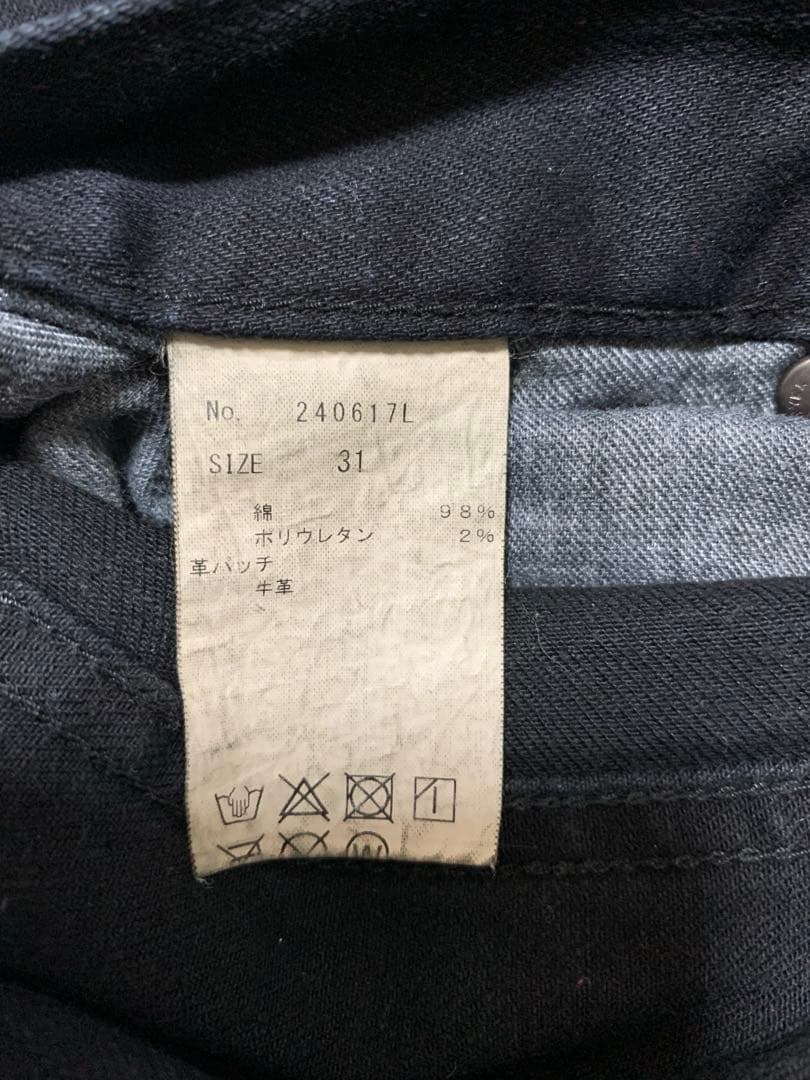 No. 240617L
SIZE 31
綿 98%
ポリウレタン 2%
革パッチ
牛革
W